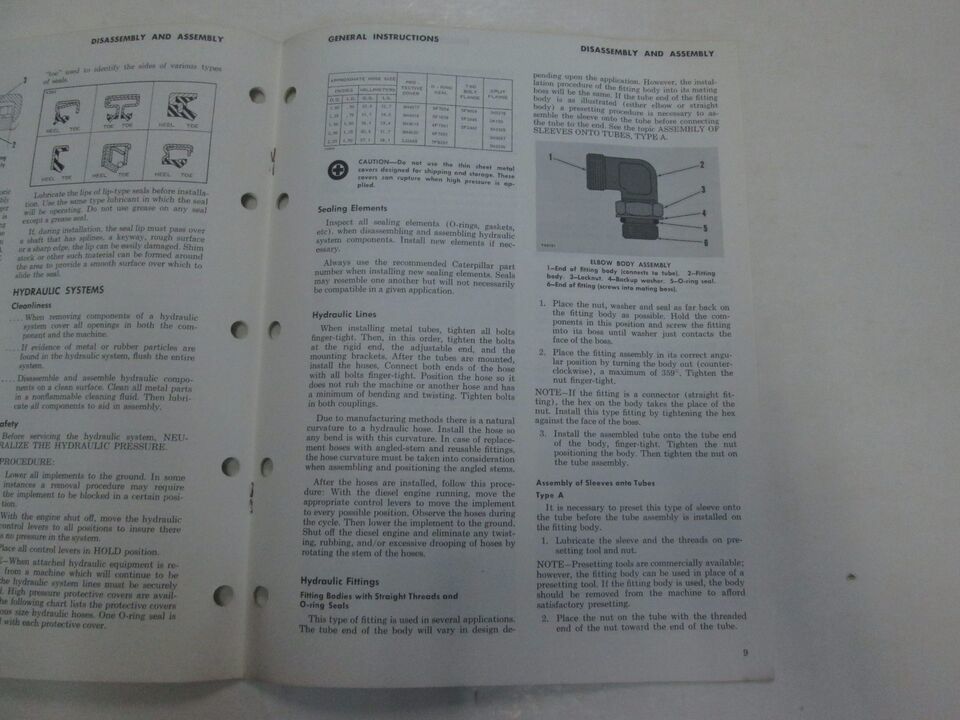 DISASSEMBLY AND ASSEMBLY
"toe" used to identify the sides of various types
of seals.
HEEL TOE
TOE TOE
HEEL TOE
HEEL TOE
HEEL TOE
HEEL TOE
Lubricate the lips of lip-type seals before installa-
tion. Use the same type lubricant in which the seal
will be operating. Do not use grease on any seal
except a grease seal.
If, during installation, the seal lip must pass over
a shaft that has splines, a keyway, rough surface
or a sharp edge, the lip can be easily damaged. Shim
stock or other such material can be formed around
the area to provide a smooth surface over which to
slide the seal.
HYDRAULIC SYSTEMS
Cleanliness
.... When removing components of a hydraulic
system cover all openings in both the com-
ponent and the machine.
.... If evidence of metal or rubber particles are
found in the hydraulic system, flush the entire
system.
.... Disassemble and assemble hydraulic compo-
nents on a clean surface. Clean all metal parts
in a nonflammable cleaning fluid. Then lubri-
cate all components to aid in assembly.
afety
Before servicing the hydraulic system, NEU-
RALIZE THE HYDRAULIC PRESSURE.
PROCEDURE:
Lower all implements to the ground. In some
instances a removal procedure may require
the implement to be blocked in a certain posi-
tion.
With the engine shut off, move the hydraulic
control levers to all positions to insure there
is no pressure in the system.
Place all control levers in HOLD position.
E—When attached hydraulic equipment is re-
from a machine which will continue to be
the hydraulic system lines must be securely
d. High pressure protective covers are avail-
he following chart lists the protective covers
ous size hydraulic hoses. One O-ring seal is
d with each protective cover.
GENERAL INSTRUCTIONS
APPROXIMATE HOSE SIZE
INCHES MILLIMETERS
O.D. I.D. O.D. I.D.
PRO-
TECTIVE
COVER
O-RING
SEAL
TWO
BOLT
FLANGE
SPLIT
FLANGE
CAUTION—Do not use the thin sheet metal
covers designed for shipping and storage. These
covers can rupture when high pressure is ap-
plied.
Sealing Elements
Inspect all sealing elements (O-rings, gaskets,
etc). when disassembling and assembling hydraulic
system components. Install new elements if nec-
essary.
Always use the recommended Caterpillar part
number when installing new sealing elements. Seals
may resemble one another but will not necessarily
be compatible in a given application.
Hydraulic Lines
When installing metal tubes, tighten all bolts
finger-tight. Then, in this order, tighten the bolts
at the rigid end, the adjustable end, and the
mounting brackets. After the tubes are mounted,
install the hoses. Connect both ends of the hose
with all bolts finger-tight. Position the hose so it
does not rub the machine or another hose and has
a minimum of bending and twisting. Tighten bolts
in both couplings.
Due to manufacturing methods there is a natural
curvature to a hydraulic hose. Install the hose so
any bend is with this curvature. In case of replace-
ment hoses with angled-stem and reusable fittings,
the hose curvature must be taken into consideration
when assembling and positioning the angled stems.
After the hoses are installed, follow this proce-
dure: With the diesel engine running, move the
appropriate control levers to move the implement
to every possible position. Observe the hoses during
the cycle. Then lower the implement to the ground.
Shut off the diesel engine and eliminate any twist-
ing, rubbing, and/or excessive drooping of hoses by
rotating the stem of the hoses.
Hydraulic Fittings
Fitting Bodies with Straight Threads and
O-ring Seals
This type of fitting is used in several applications.
The tube end of the body will vary in design de-
DISASSEMBLY AND ASSEMBLY
pending upon the application. However, the instal-
lation procedure of the fitting body into its mating
boss will be the same. If the tube end of the fitting
body is as illustrated (either elbow or straight
body) a presetting procedure is necessary to as-
semble the sleeve onto the tube before connecting
the tube to the end. See the topic ASSEMBLY OF
SLEEVES ONTO TUBES, TYPE A.
1
2
3
4
5
6
ELBOW BODY ASSEMBLY
1—End of fitting body (connects to tube). 2—Fitting
body. 3—Locknut. 4—Backup washer. 5—O-ring seal.
6—End of fitting (screws into mating boss).
1. Place the nut, washer and seal as far back on
the fitting body as possible. Hold the com-
ponents in this position and screw the fitting
into its boss until washer just contacts the
face of the boss.
2. Place the fitting assembly in its correct angu-
lar position by turning the body out (counter-
clockwise), a maximum of 359°. Tighten the
nut finger-tight.
NOTE—If the fitting is a connector (straight fit-
ting), the hex on the body takes the place of the
nut. Install this type fitting by tightening the hex
against the face of the boss.
3. Install the assembled tube onto the tube end
of the body, finger-tight. Tighten the nut
positioning the body. Then tighten the nut on
the tube assembly.
Assembly of Sleeves onto Tubes
Type A
It is necessary to preset this type of sleeve onto
the tube before the tube assembly is installed on
the fitting body.
1. Lubricate the sleeve and the threads on pre-
setting tool and nut.
NOTE—Presetting tools are commercially available;
however, the fitting body can be used in place of a
presetting tool. If the fitting body is used, the body
should be removed from the machine to afford
satisfactory presetting.
2. Place the nut on the tube with the threaded
end of the nut toward the end of the tube.
9